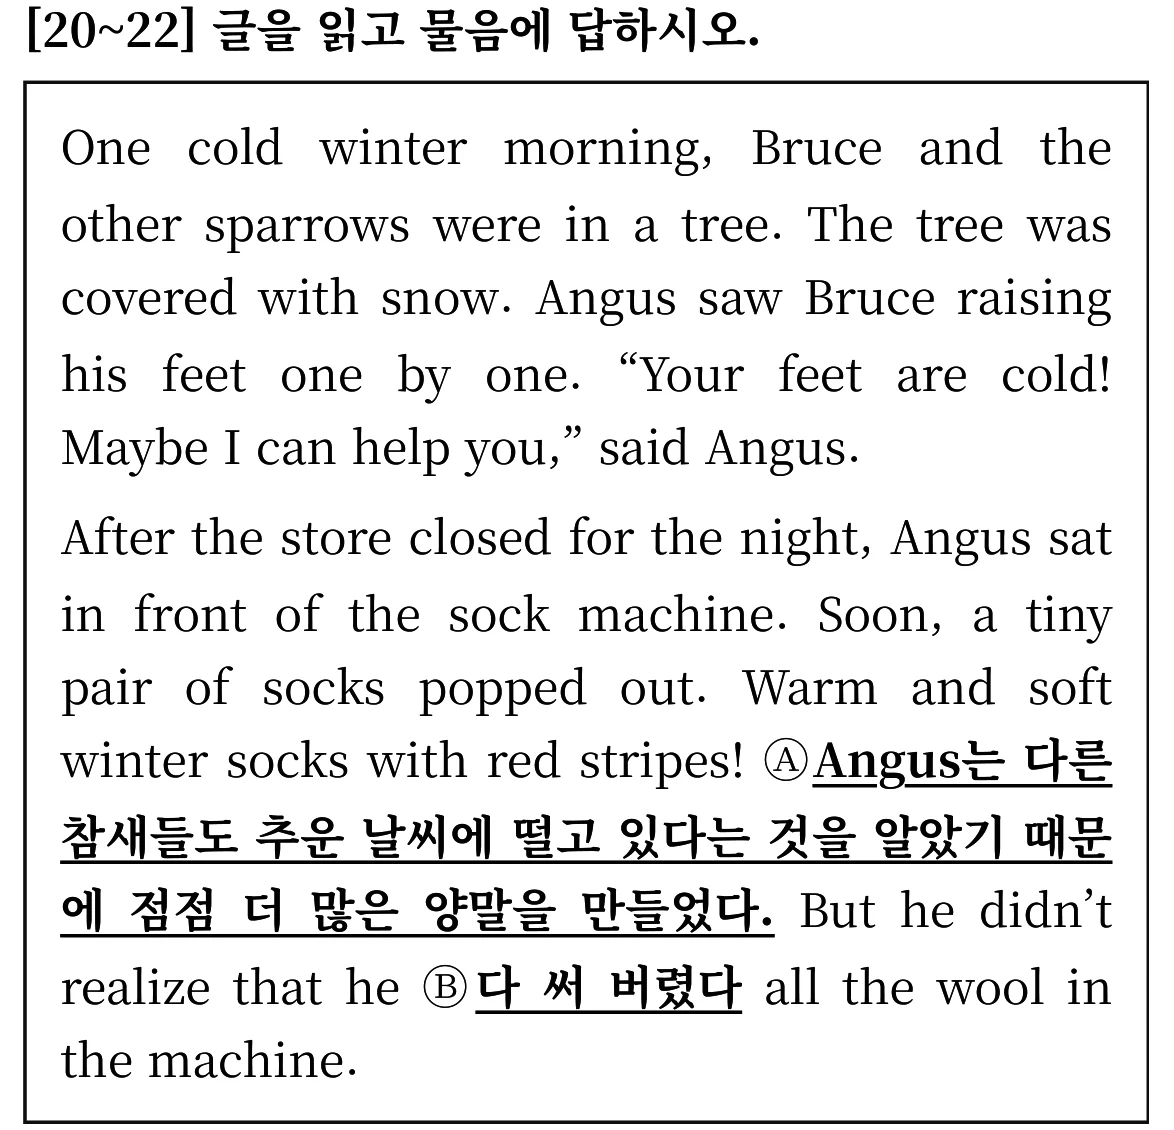 [20~22] 글을 읽고 물음에 답하시오.
One cold winter morning, Bruce and the
other sparrows were in a tree. The tree was
covered with snow. Angus saw Bruce raising
his feet one by one. “Your feet are cold!
Maybe I can help you,” said Angus.
After the store closed for the night, Angus sat
in front of the sock machine. Soon, a tiny
pair of socks popped out. Warm and soft
winter socks with red stripes! ⒶAngus는 다른
참새들도 추운 날씨에 떨고 있다는 것을 알았기 때문
에 점점 더 많은 양말을 만들었다. But he didn’t
realize that he Ⓑ다 써 버렸다 all the wool in
the machine.